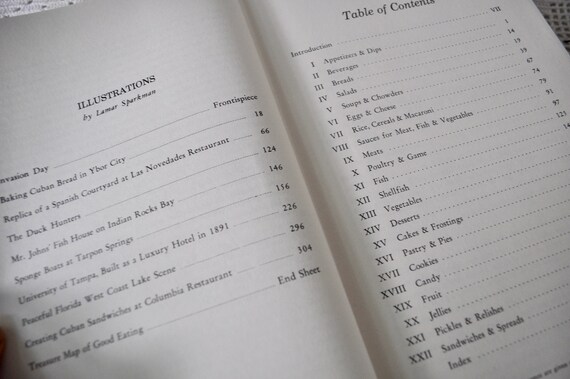 ILLUSTRATIONS
by Lamar Sparkman
nvasion Day Frontispiece
Baking Cuban Bread in Ybor City 18
Replica of a Spanish Courtyard at Las Novedades Restaurant 66
The Duck Hunters 124
Mr. Johns' Fish House on Indian Rocks Bay 146
Sponge Boats at Tarpon Springs
University of Tampa, Built as a Luxury Hotel in 1891 226
Peaceful Florida West Coast Lake Scene 296
Creating Cuban Sandwiches at Columbia Restaurant 304
Treasure Map of Good Eating End Sheet
Table of Contents
Introduction VII
I Appetizers & Dips 1
II Beverages 14
III Breads 19
IV Salads
V Soups & Chowders 67
VI Eggs & Cheese 74
VII Rice, Cereals & Macaroni 79
VIII Sauces for Meat, Fish & Vegetables 91
IX Meats 97
X Poultry & Game 121
XI Fish 14
XII Shellfish
XIII Vegetables
XIV Desserts
XV Cakes & Frostings
XVI Pastry & Pies
XVII Cookies
XVIII Candy
XIX Fruit
XX Jellies
XXI Pickles & Relishes
XXII Sandwiches & Spreads
Index
are given